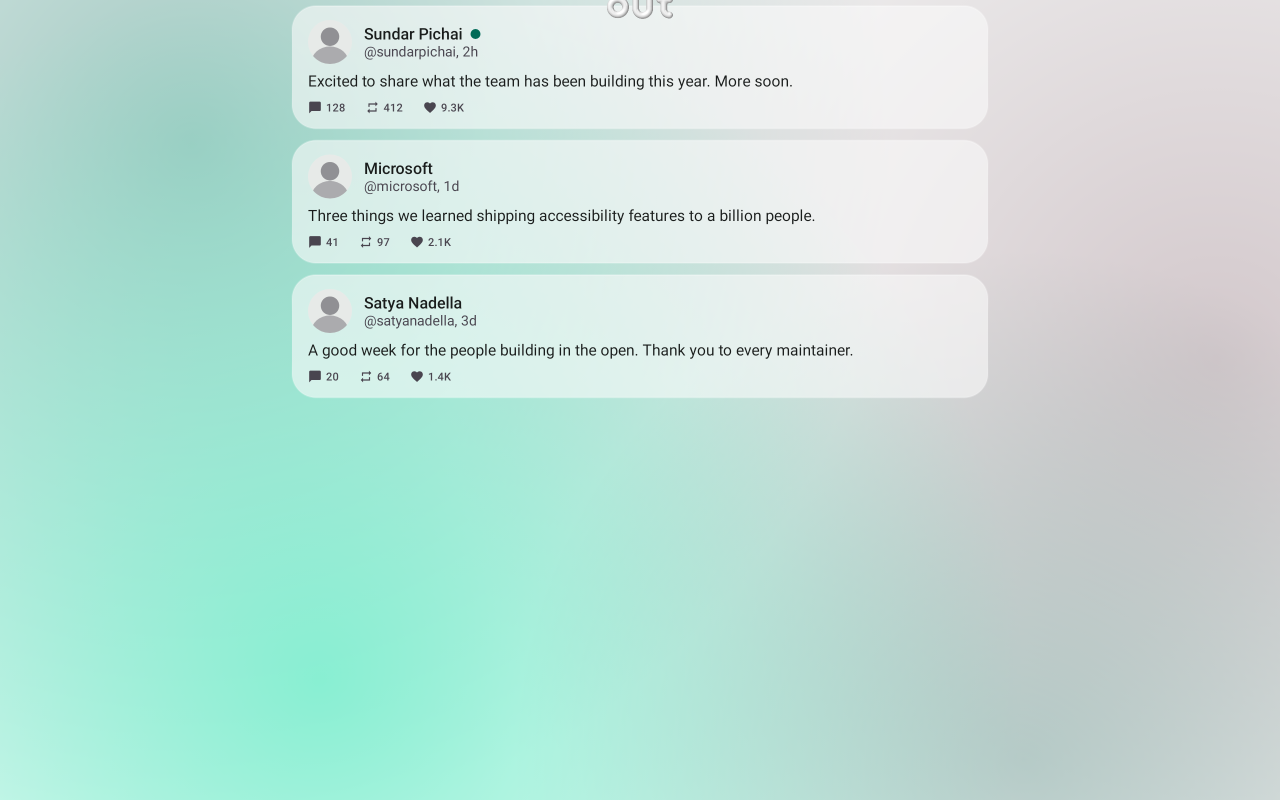 out
Sundar Pichai
@sundarpichai, 2h
Excited to share what the team has been building this year. More soon.
128 412 9.3K
Microsoft
@microsoft, 1d
Three things we learned shipping accessibility features to a billion people.
41 97 2.1K
Satya Nadella
@satyanadella, 3d
A good week for the people building in the open. Thank you to every maintainer.
20 64 1.4K